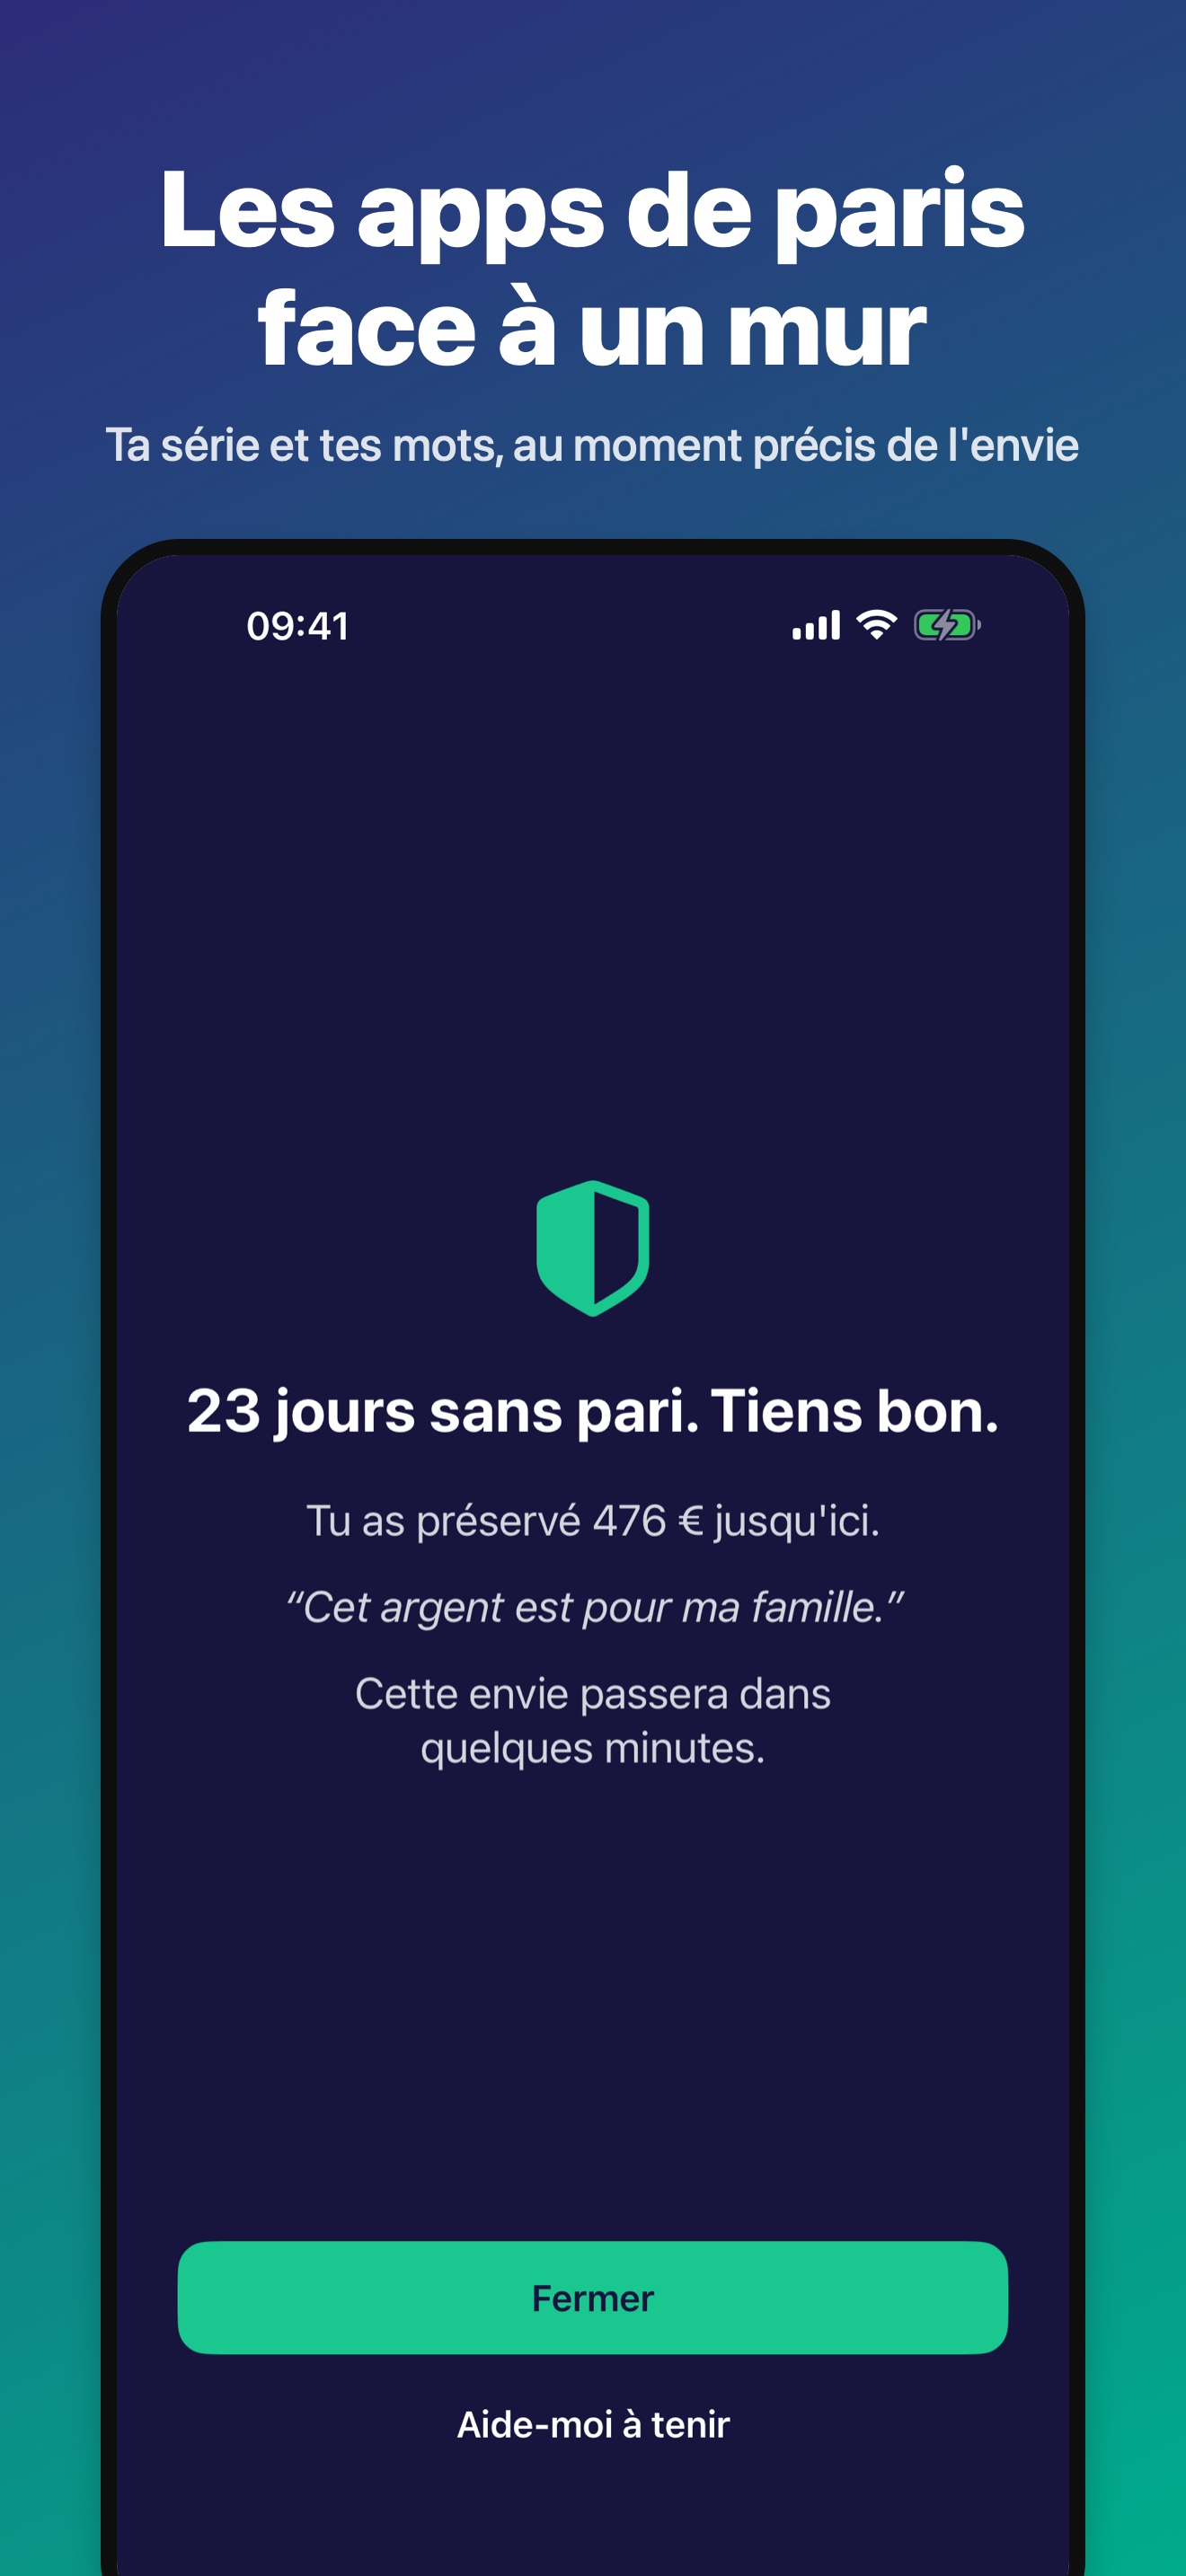 Les apps de paris
face à un mur
Ta série et tes mots, au moment précis de l'envie
09:41
23 jours sans pari. Tiens bon.
Tu as préservé 476 € jusqu'ici.
“Cet argent est pour ma famille.”
Cette envie passera dans
quelques minutes.
Fermer
Aide-moi à tenir